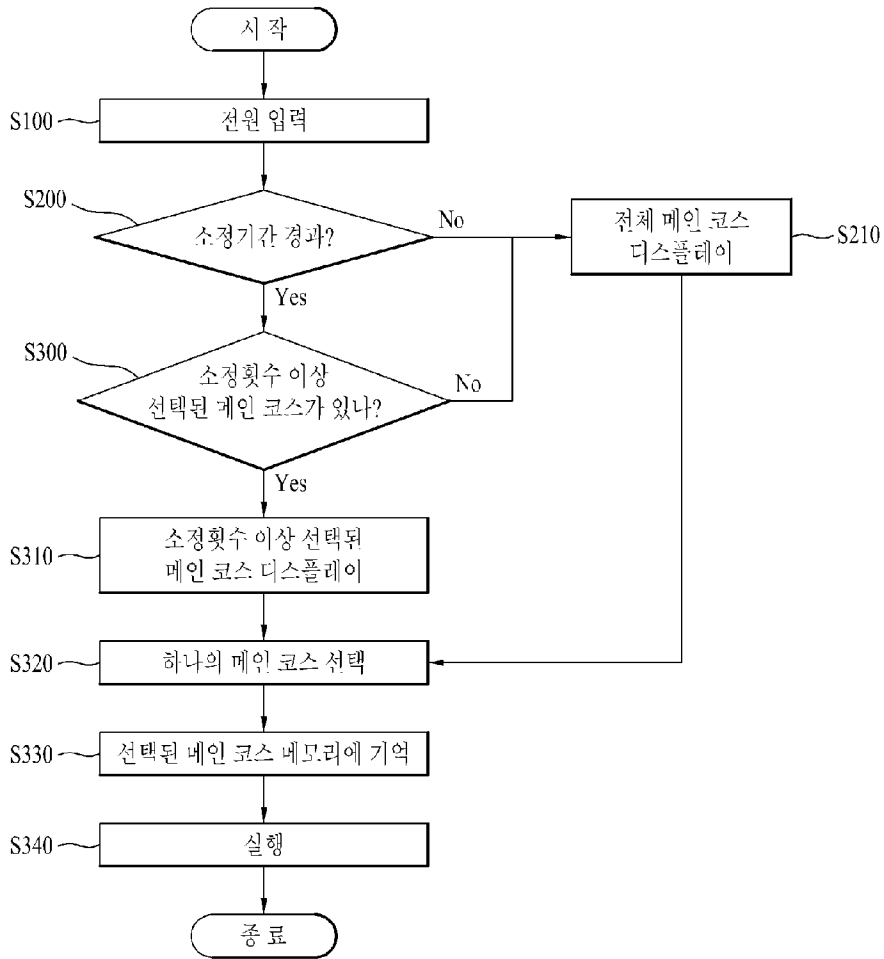 시 작
S100
전원 입력
S200
소정기간 경과?
No
전체 메인 코스
디스플레이
S210
Yes
S300
소정횟수 이상
선택된 메인 코스가 있나?
No
Yes
S310
소정횟수 이상 선택된
메인 코스 디스플레이
S320
하나의 메인 코스 선택
S330
선택된 메인 코스 메모리에 기억
S340
실행
종 료